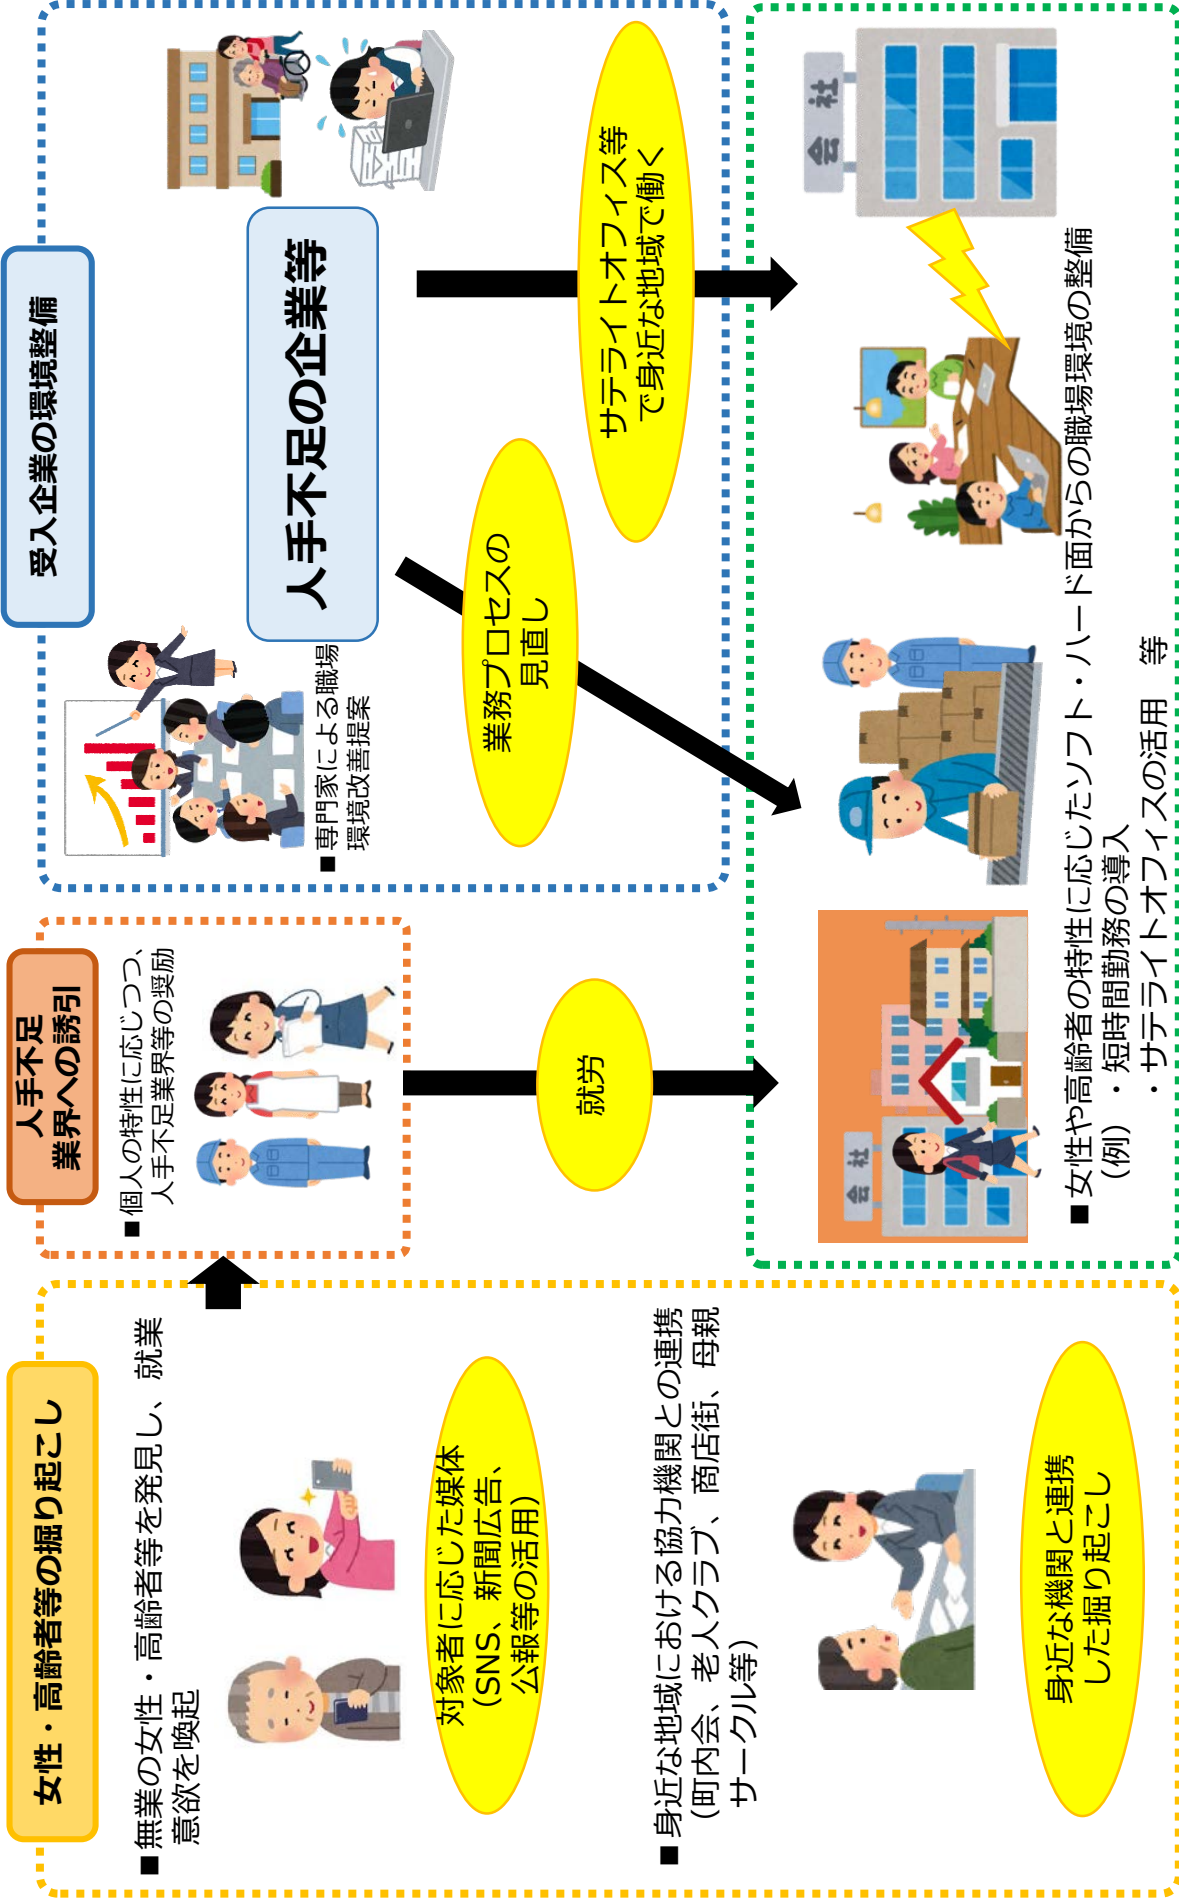 女性・高齢者等の掘り起こし
■無業の女性・高齢者等を発見し、就業
意欲を喚起
対象者に応じた媒体
（SNS、新聞広告、
公報等の活用）
■ 身近な地域における協力機関との連携
（町内会、老人クラブ、商店街、母親
サークル等）
身近な機関と連携
した掘り起こし
人手不足
業界への誘引
■個人の特性に応じつつ、
人手不足業界等の奨励
就労
受入企業の環境整備
■専門家による職場
環境改善提案
人手不足の企業等
業務プロセスの
見直し
サテライトオフィス等
で身近な地域で働く
会社
会社
■ 女性や高齢者の特性に応じたソフト・ハード面からの職場環境の整備
（例）・短時間勤務の導入
・サテライトオフィスの活用　等